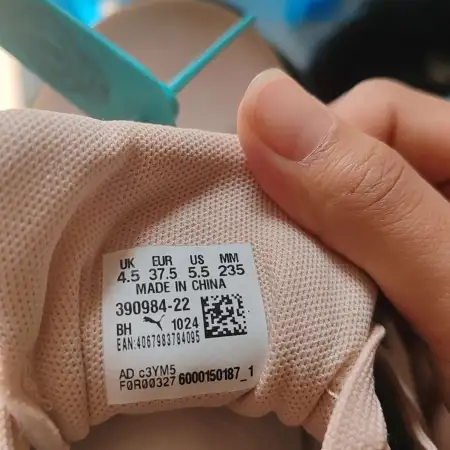 UK EUR US MM
4.5 37.5 5.5 235
MADE IN CHINA
390984-22
BH 1024
EAN:4067983784095
AD c3YM5
F0R00327 6000150187_1